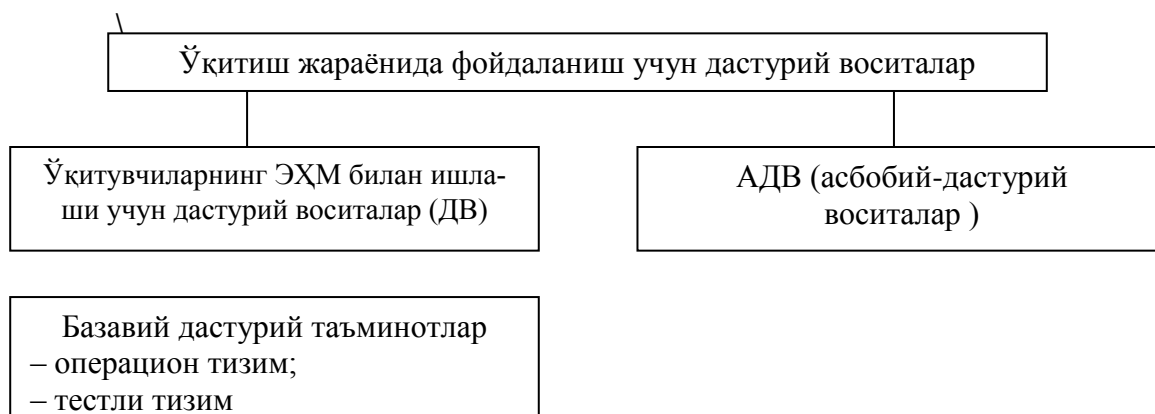 Ўқитиш жараёнида фойдаланиш учун дастурий воситалар
Ўқитувчиларнинг ЭҲМ билан ишла-
ши учун дастурий воситалар (ДВ)
АДВ (асбобий-дастурий
воситалар )
Базавий дастурий таъминотлар
– операцион тизим;
– тестли тизим